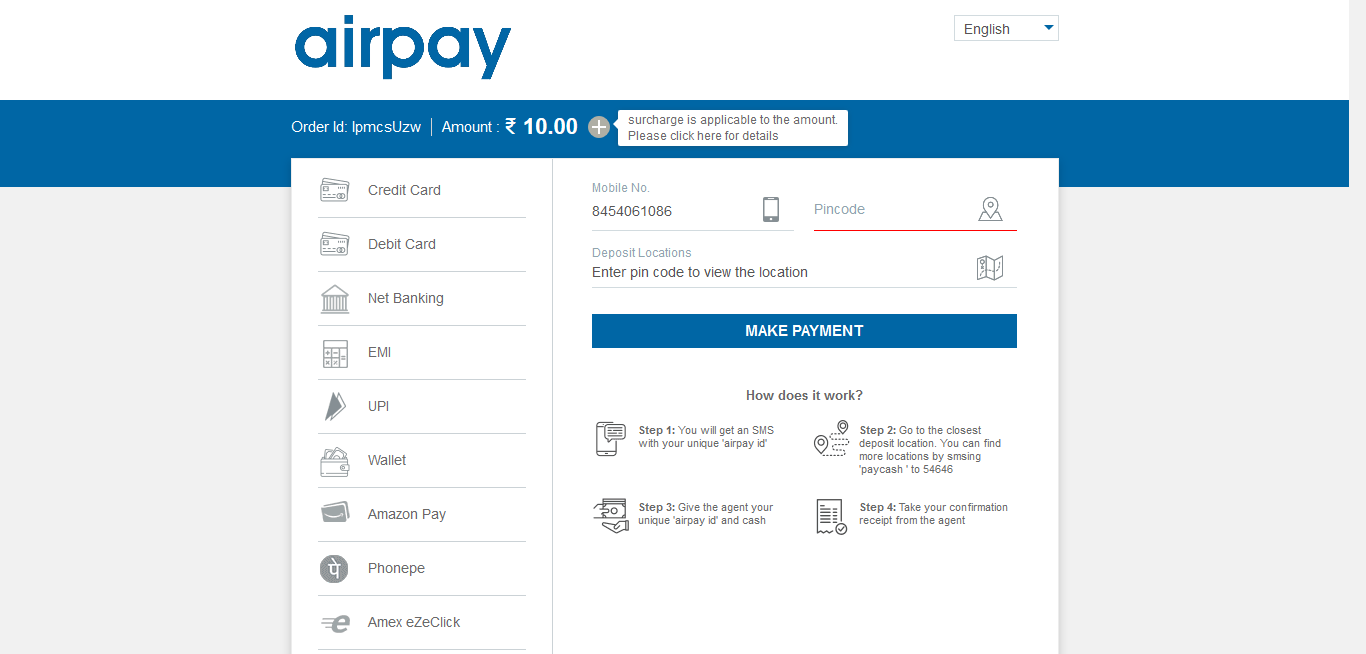 airpay
English
Order Id: IpmcsUzw Amount : ₹ 10.00
surcharge is applicable to the amount.
Please click here for details
Credit Card
Debit Card
Net Banking
EMI
UPI
Wallet
Amazon Pay
पे Phonepe
Amex eZeClick
Mobile No.
8454061086
Pincode
Deposit Locations
Enter pin code to view the location
MAKE PAYMENT
How does it work?
Step 1: You will get an SMS
with your unique 'airpay id'
Step 2: Go to the closest
deposit location. You can find
more locations by smsing
'paycash ' to 54646
Step 3: Give the agent your
unique 'airpay id' and cash
Step 4: Take your confirmation
receipt from the agent